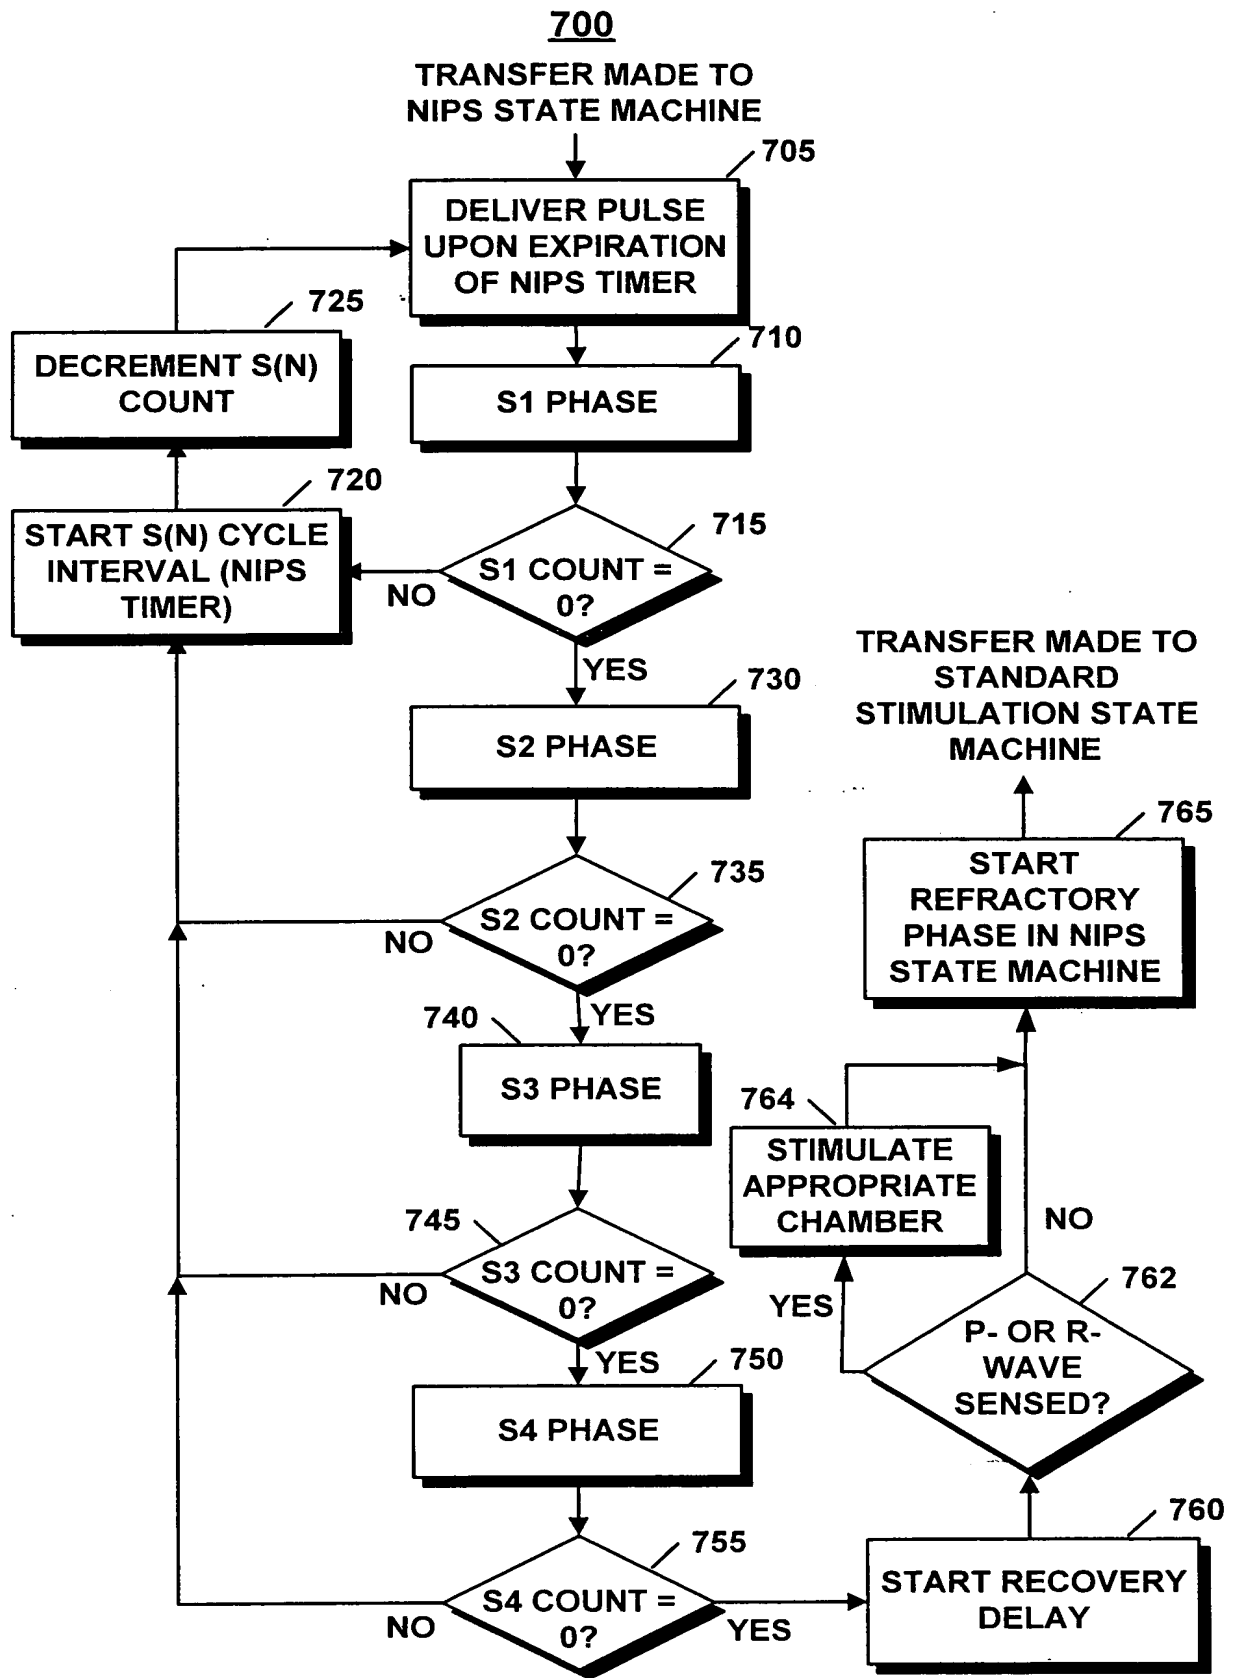 700
TRANSFER MADE TO
NIPS STATE MACHINE
705
DELIVER PULSE
UPON EXPIRATION
OF NIPS TIMER
725
DECREMENT S(N)
COUNT
710
S1 PHASE
720
START S(N) CYCLE
INTERVAL (NIPS
TIMER)
715
S1 COUNT =
0?
NO
YES
730
S2 PHASE
735
S2 COUNT =
0?
NO
YES
740
S3 PHASE
745
S3 COUNT =
0?
NO
YES
750
S4 PHASE
755
S4 COUNT =
0?
NO
YES
760
START RECOVERY
DELAY
762
P- OR R-
WAVE
SENSED?
YES
NO
764
STIMULATE
APPROPRIATE
CHAMBER
765
START
REFRACTORY
PHASE IN NIPS
STATE MACHINE
TRANSFER MADE TO
STANDARD
STIMULATION STATE
MACHINE